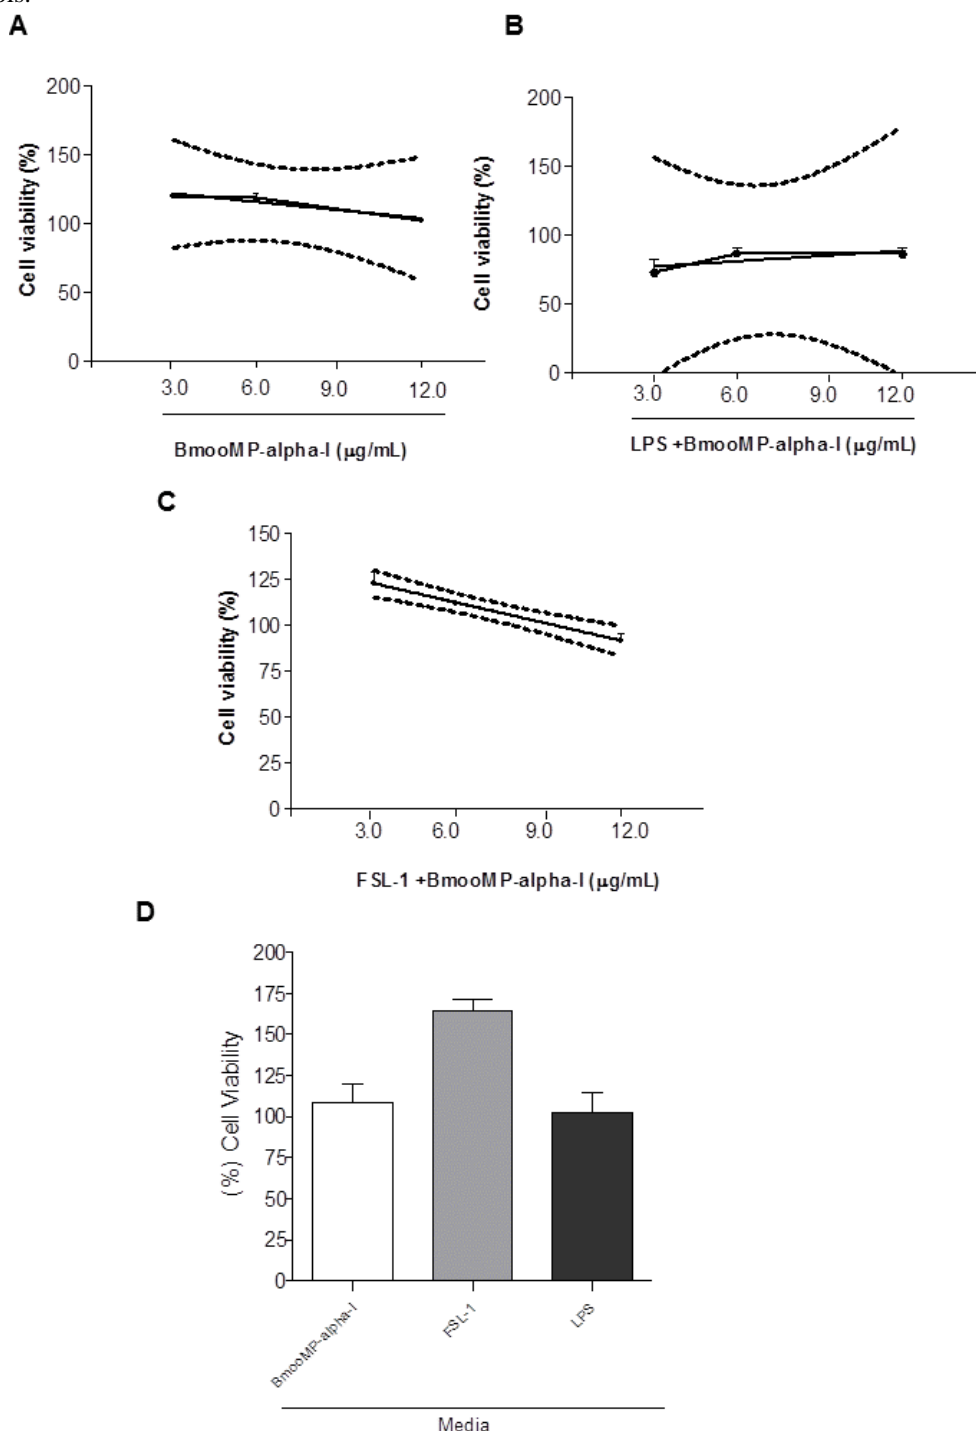 A
B
200
150
100
50
0
Cell viability (%)
3.0 6.0 9.0 12.0
BmooMP-alpha-I (µg/mL)
200
150
100
50
0
Cell viability (%)
3.0 6.0 9.0 12.0
LPS +BmooMP-alpha-I (µg/mL)
C
150
125
100
75
50
25
0
Cell viability (%)
3.0 6.0 9.0 12.0
FSL-1 +BmooMP-alpha-I (µg/mL)
D
200
175
150
125
100
75
50
25
0
(%) Cell Viability
BmooMP-alpha-I
FSL-1
LPS
Media